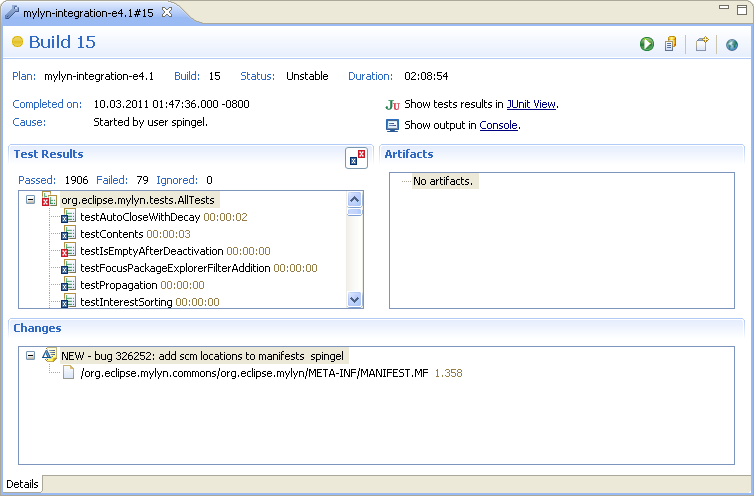 mylyn-integration-e4.1#15
Build 15
Plan: mylyn-integration-e4.1 Build: 15 Status: Unstable Duration: 02:08:54
Completed on: 10.03.2011 01:47:36.000 -0800
Cause: Started by user spingel.
Ju Show tests results in JUnit View.
Show output in Console.
Test Results
Passed: 1906 Failed: 79 Ignored: 0
org.eclipse.mylyn.tests.AllTests
testAutoCloseWithDecay 00:00:02
testContents 00:00:03
testIsEmptyAfterDeactivation 00:00:00
testFocusPackageExplorerFilterAddition 00:00:00
testPropagation 00:00:00
testInterestSorting 00:00:00
Artifacts
No artifacts.
Changes
NEW - bug 326252: add scm locations to manifests spingel
/org.eclipse.mylyn.commons/org.eclipse.mylyn/META-INF/MANIFEST.MF 1.358
Details